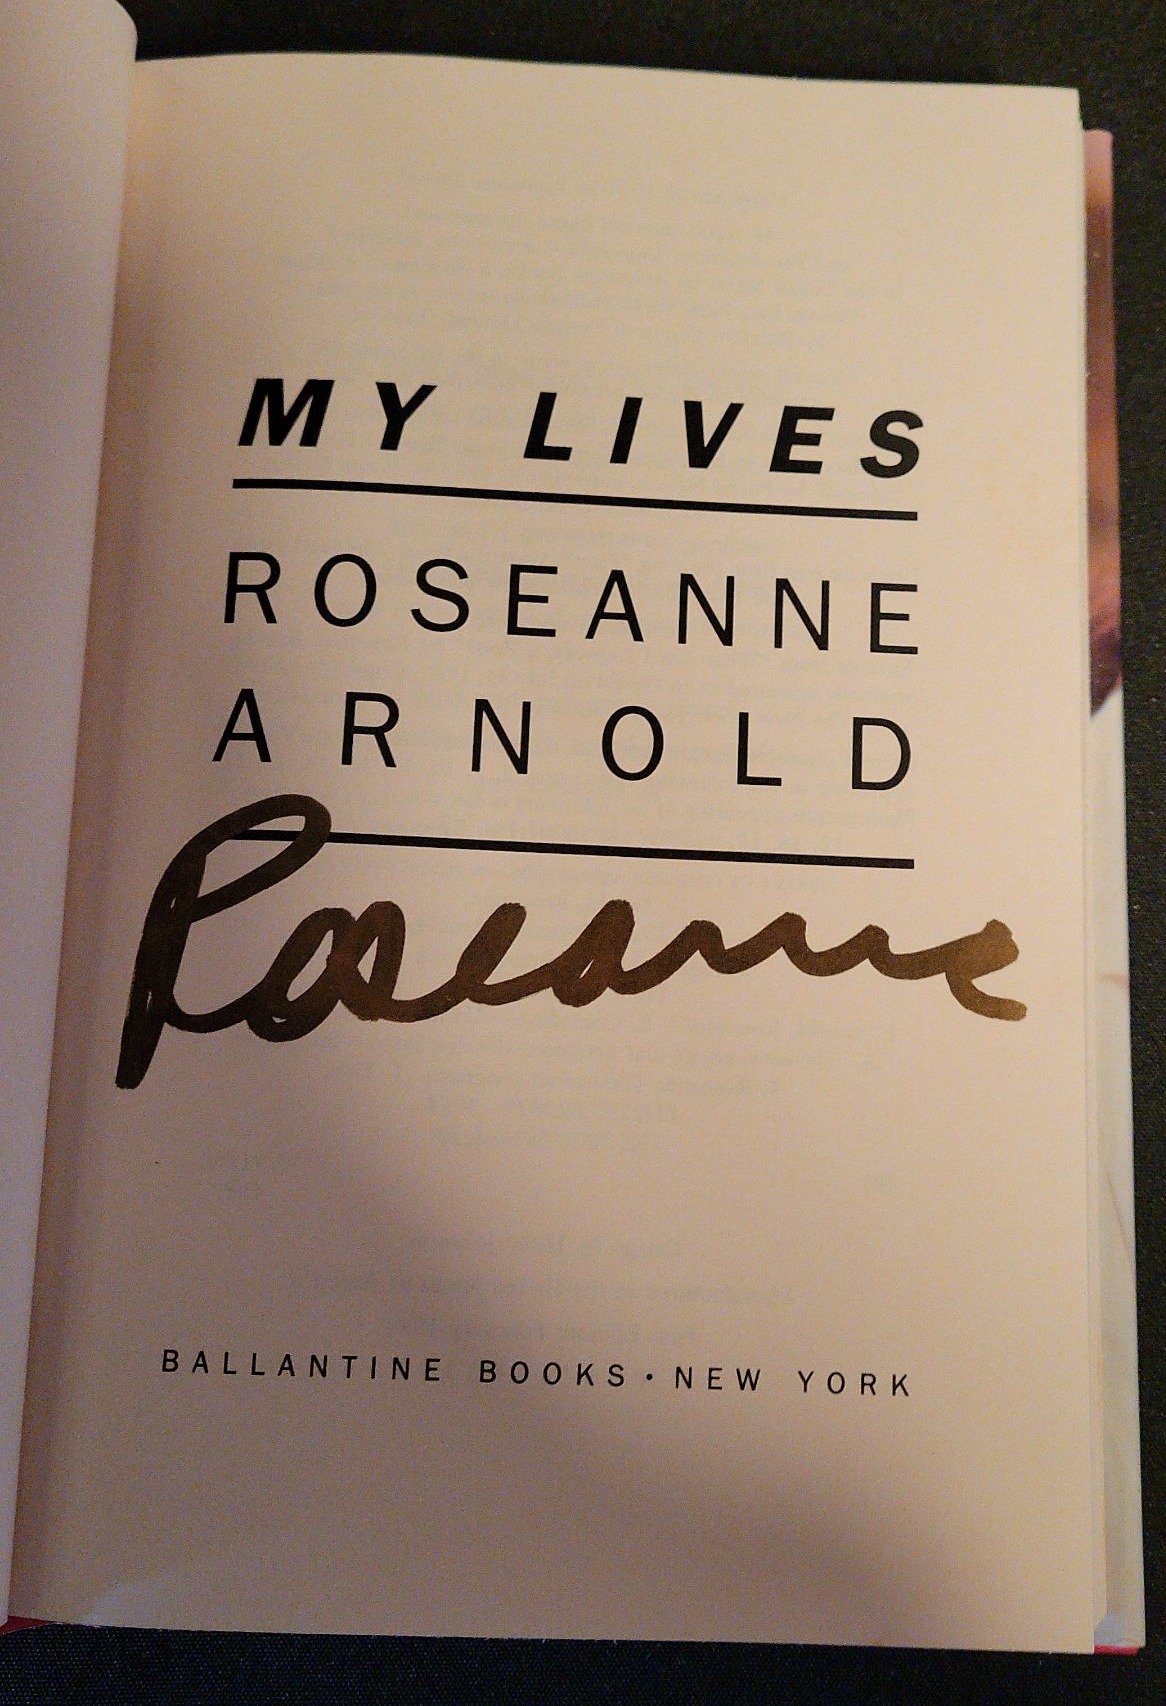 MY LIVES
ROSEANNE
ARNOLD
Roseanne
BALLANTINE BOOKS · NEW YORK